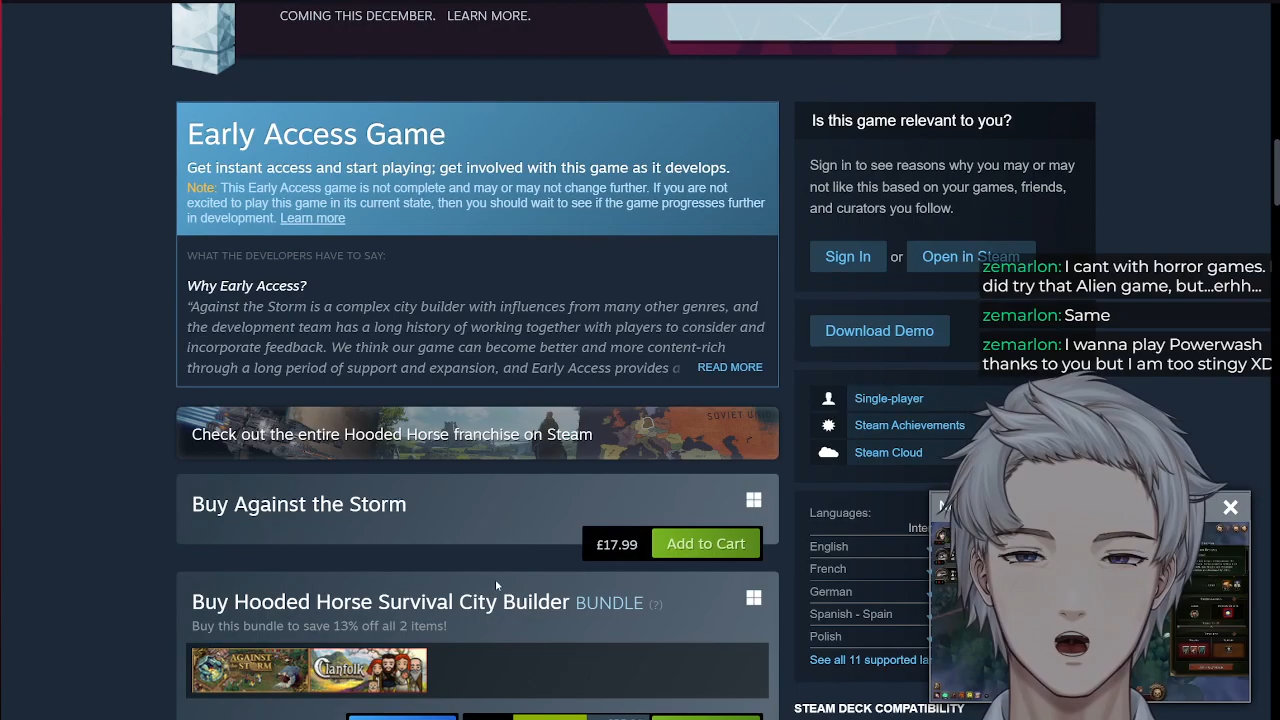 COMING THIS DECEMBER. LEARN MORE.
Early Access Game
Get instant access and start playing; get involved with this game as it develops.
Note: This Early Access game is not complete and may or may not change further. If you are not
excited to play this game in its current state, then you should wait to see if the game progresses further
in development. Learn more
WHAT THE DEVELOPERS HAVE TO SAY:
Why Early Access?
“Against the Storm is a complex city builder with influences from many other genres, and
the development team has a long history of working together with players to consider and
incorporate feedback. We think our game can become better and more content-rich
through a long period of support and expansion, and Early Access provides a
READ MORE
SOVIET UNION
Check out the entire Hooded Horse franchise on Steam
Buy Against the Storm
£17.99
Add to Cart
Buy Hooded Horse Survival City Builder BUNDLE (?)
Buy this bundle to save 13% off all 2 items!
AGAINST THE STORM
Clanfolk
Is this game relevant to you?
Sign in to see reasons why you may or may
not like this based on your games, friends,
and curators you follow.
Sign In or Open in Steam
Download Demo
zemarlon: I cant with horror games. I
did try that Alien game, but...erhh...
zemarlon: Same
zemarlon: I wanna play Powerwash
thanks to you but I am too stingy XD
Single-player
Steam Achievements
Steam Cloud
Languages:
Inter
English
French
German
Spanish - Spain
Polish
See all 11 supported la
STEAM DECK COMPATIBILITY